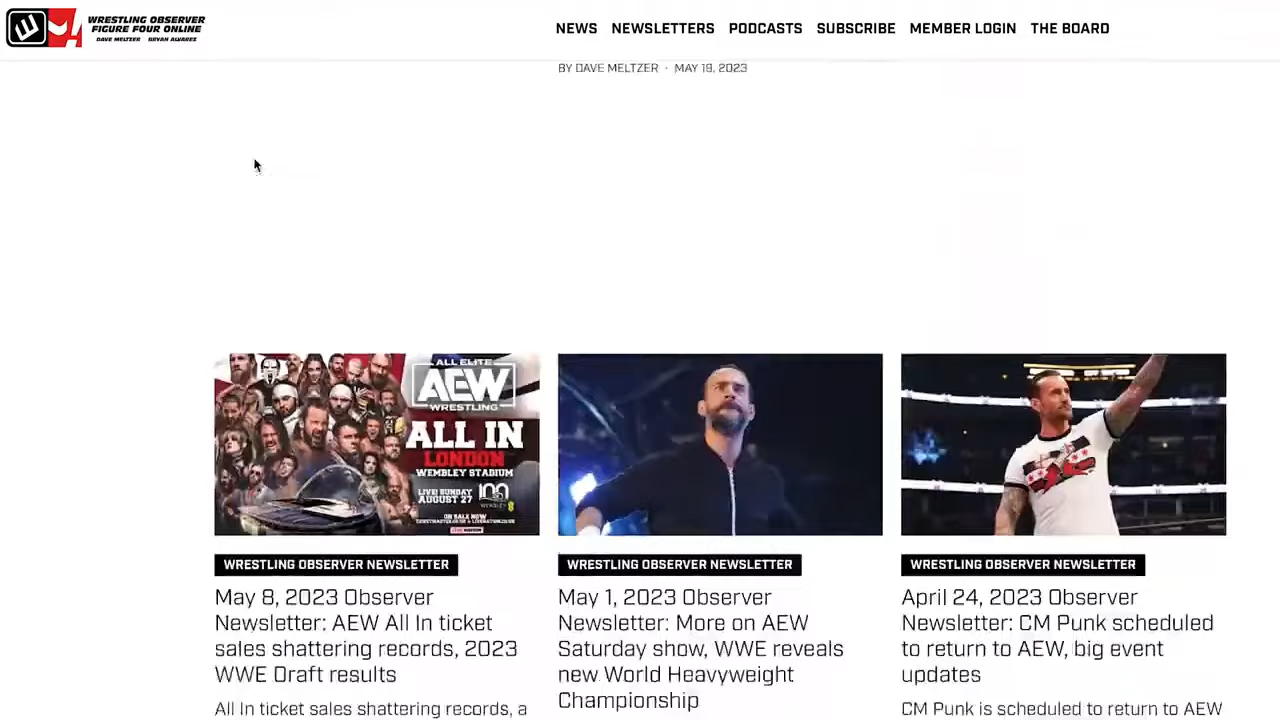 WRESTLING OBSERVER
FIGURE FOUR ONLINE
DAVE MELTZER BRYAN ALVAREZ
NEWS NEWSLETTERS PODCASTS SUBSCRIBE MEMBER LOGIN THE BOARD
BY DAVE MELTZER · MAY 19, 2023
ALL ELITE
AEW
WRESTLING
ALL IN
LONDON
WEMBLEY STADIUM
LIVE! SUNDAY
AUGUST 27
100
WEMBLEY
ON SALE NOW
WRESTLING OBSERVER NEWSLETTER
May 8, 2023 Observer
Newsletter: AEW All In ticket
sales shattering records, 2023
WWE Draft results
All In ticket sales shattering records, a
WRESTLING OBSERVER NEWSLETTER
May 1, 2023 Observer
Newsletter: More on AEW
Saturday show, WWE reveals
new World Heavyweight
Championship
WRESTLING OBSERVER NEWSLETTER
April 24, 2023 Observer
Newsletter: CM Punk scheduled
to return to AEW, big event
updates
CM Punk is scheduled to return to AEW